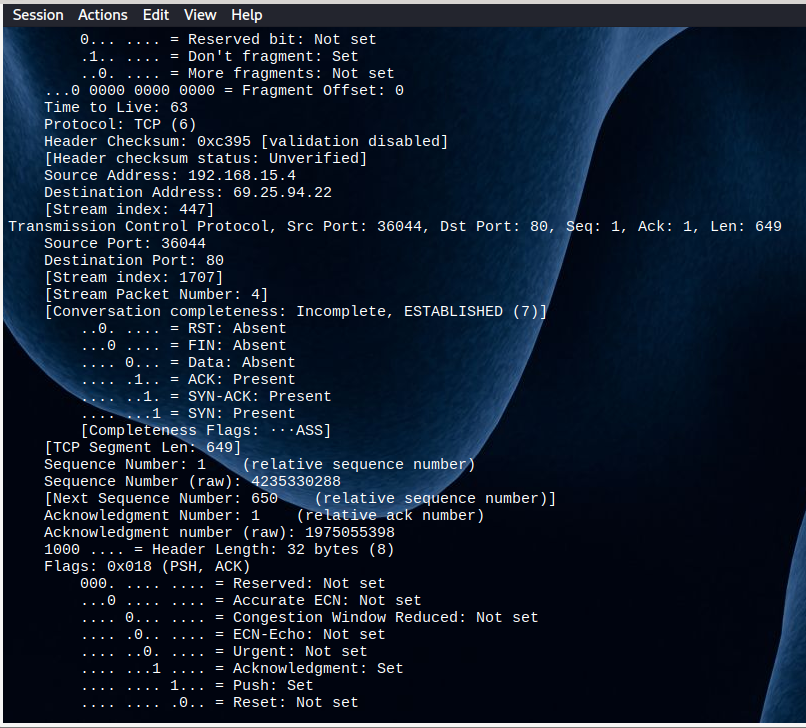 Session Actions Edit View Help
0... .... = Reserved bit: Not set
.1.. .... = Don't fragment: Set
..0. .... = More fragments: Not set
...0 0000 0000 0000 = Fragment Offset: 0
Time to Live: 63
Protocol: TCP (6)
Header Checksum: 0xc395 [validation disabled]
[Header checksum status: Unverified]
Source Address: 192.168.15.4
Destination Address: 69.25.94.22
[Stream index: 447]
Transmission Control Protocol, Src Port: 36044, Dst Port: 80, Seq: 1, Ack: 1, Len: 649
Source Port: 36044
Destination Port: 80
[Stream index: 1707]
[Stream Packet Number: 4]
[Conversation completeness: Incomplete, ESTABLISHED (7)]
..0. .... = RST: Absent
...0 .... = FIN: Absent
.... 0... = Data: Absent
.... .1.. = ACK: Present
.... ..1. = SYN-ACK: Present
.... ...1 = SYN: Present
[Completeness Flags: ···ASS]
[TCP Segment Len: 649]
Sequence Number: 1    (relative sequence number)
Sequence Number (raw): 4235330288
[Next Sequence Number: 650    (relative sequence number)]
Acknowledgment Number: 1    (relative ack number)
Acknowledgment number (raw): 1975055398
1000 .... = Header Length: 32 bytes (8)
Flags: 0x018 (PSH, ACK)
000. .... .... = Reserved: Not set
...0 .... .... = Accurate ECN: Not set
.... 0... .... = Congestion Window Reduced: Not set
.... .0.. .... = ECN-Echo: Not set
.... ..0. .... = Urgent: Not set
.... ...1 .... = Acknowledgment: Set
.... .... 1... = Push: Set
.... .... .0.. = Reset: Not set